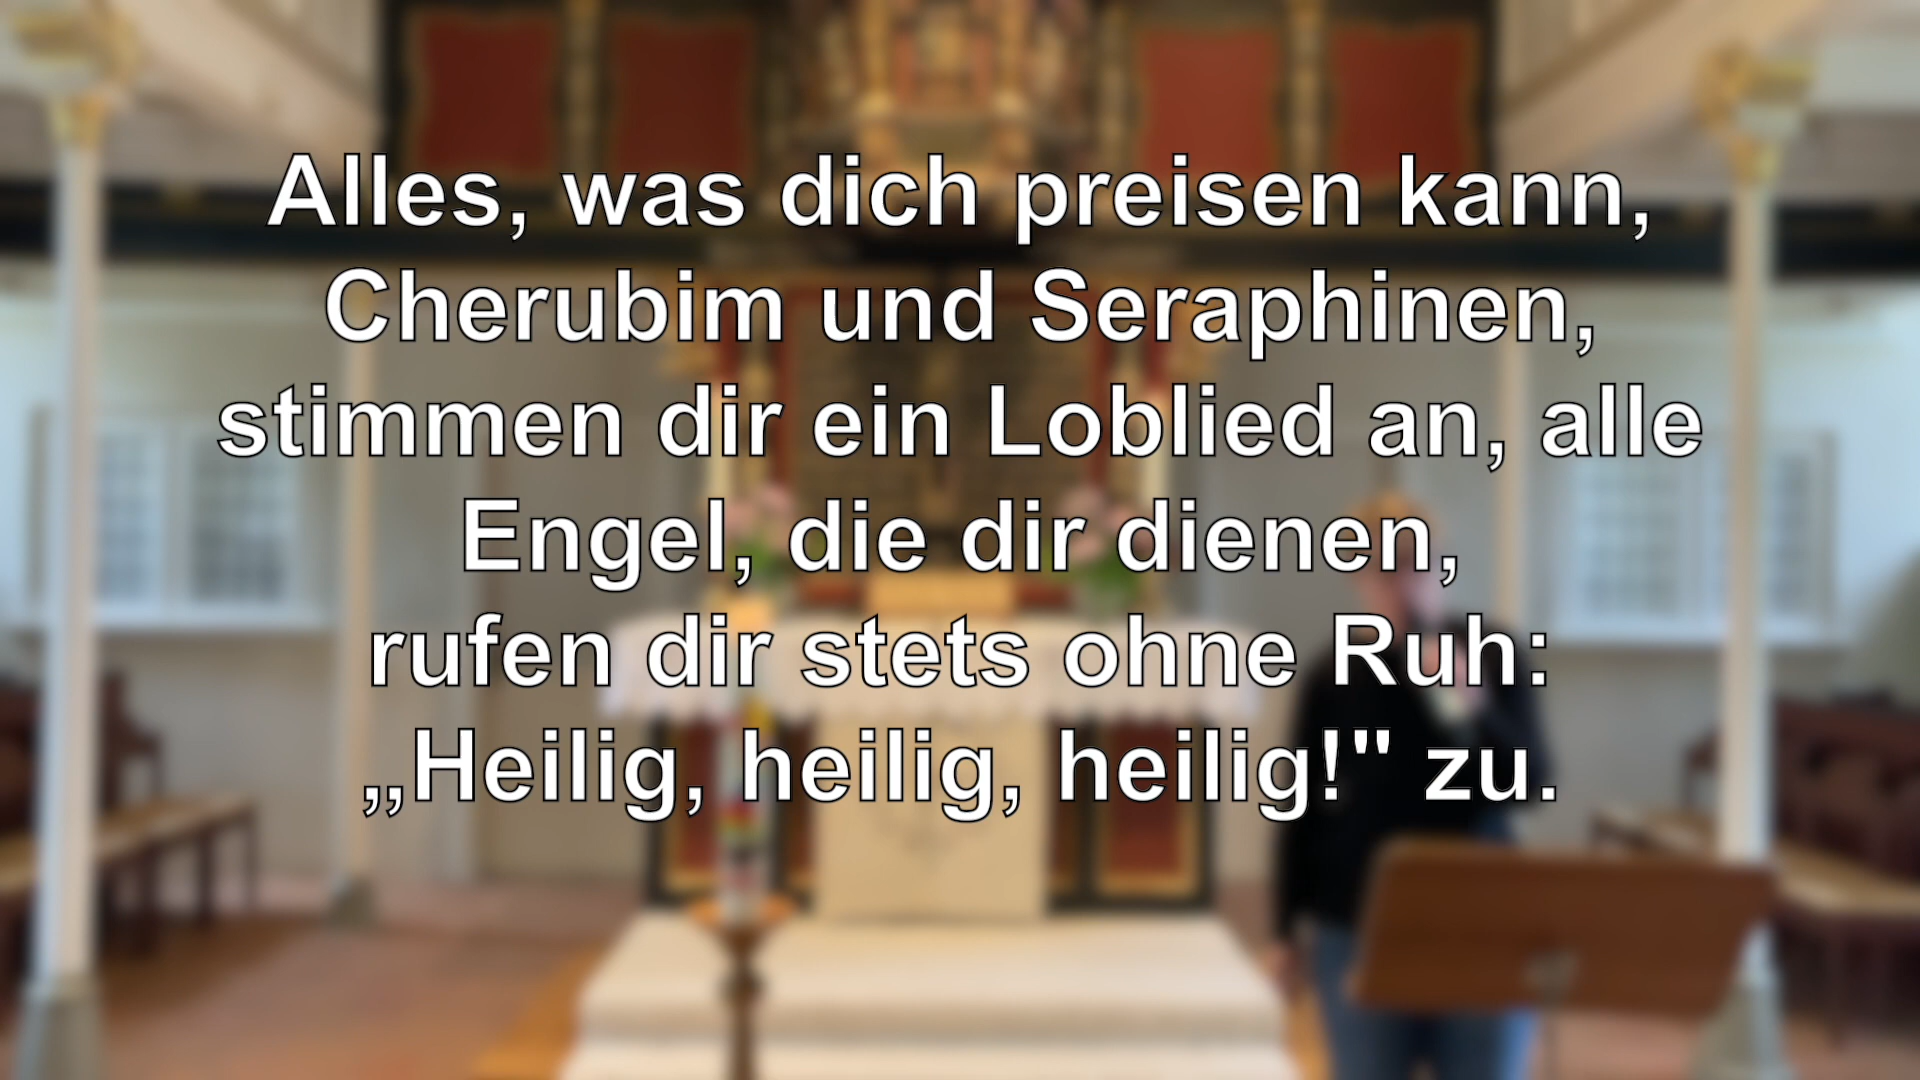 Alles, was dich preisen kann,
Cherubim und Seraphinen,
stimmen dir ein Loblied an, alle
Engel, die dir dienen,
rufen dir stets ohne Ruh:
„Heilig, heilig, heilig!" zu.